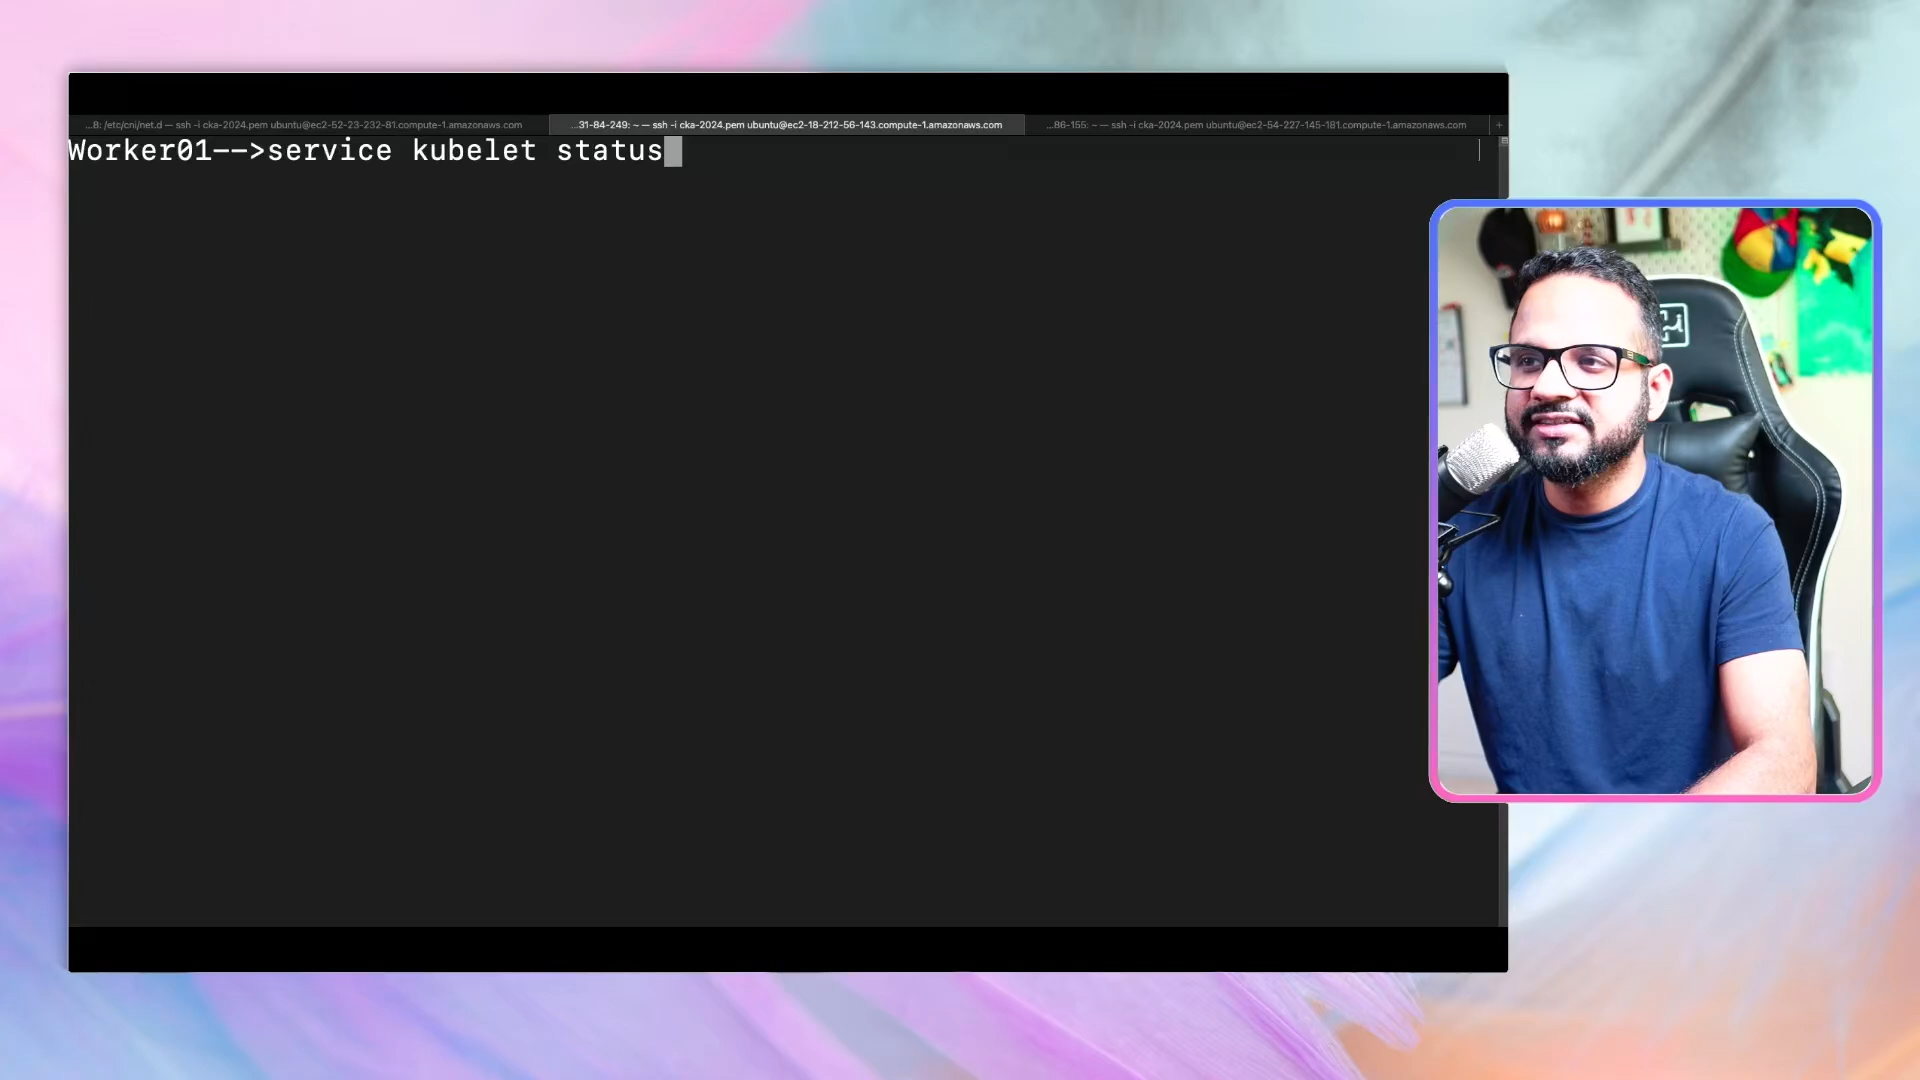 ...8: /etc/cni/net.d — ssh -i cka-2024.pem ubuntu@ec2-52-23-232-81.compute-1.amazonaws.com
...31-84-249: ~ — ssh -i cka-2024.pem ubuntu@ec2-18-212-56-143.compute-1.amazonaws.com
...86-155: ~ — ssh -i cka-2024.pem ubuntu@ec2-54-227-145-181.compute-1.amazonaws.com
+
Worker01-->service kubelet status